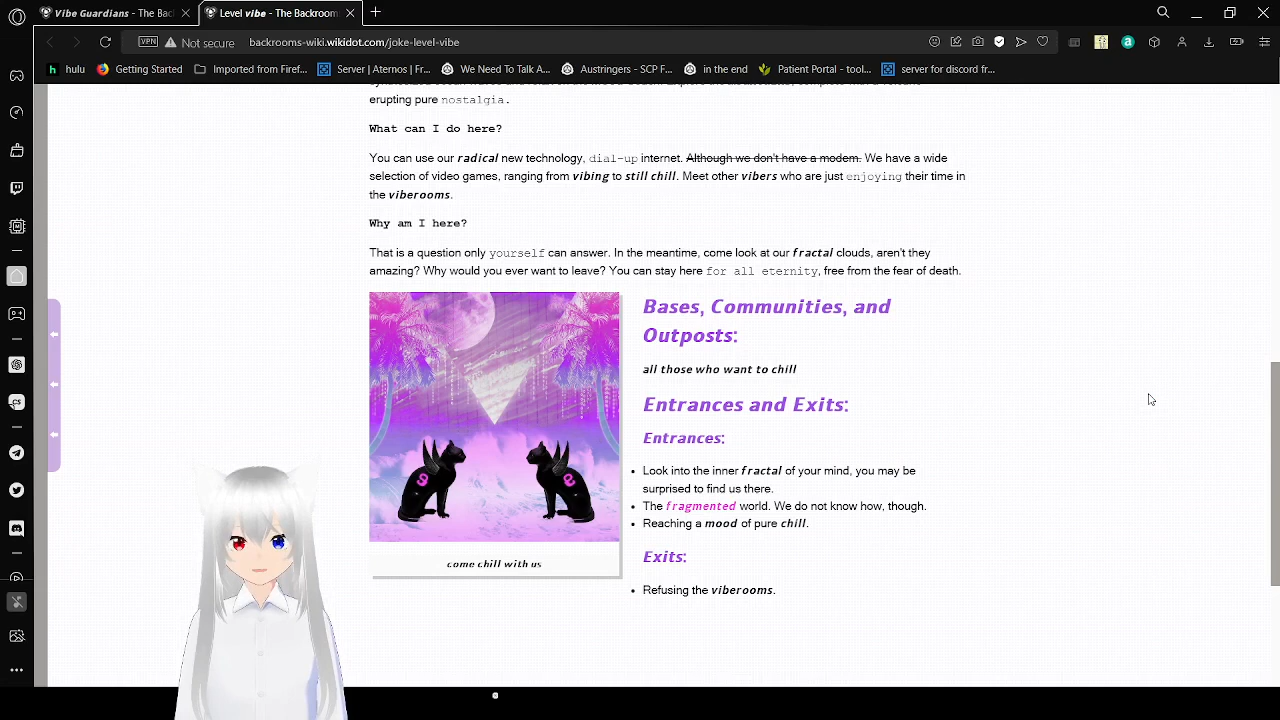 Vibe Guardians - The Back
Level vibe - The Backroom
VPN
Not secure
backrooms-wiki.wikidot.com/joke-level-vibe
hulu
Getting Started
Imported from Firef...
Server | Aternos | Fr...
We Need To Talk A...
Austringers - SCP F...
in the end
Patient Portal - tool...
server for discord fr...
erupting pure nostalgia.
What can I do here?
You can use our radical new technology, dial-up internet. Although we don't have a modem. We have a wide
selection of video games, ranging from vibing to still chill. Meet other vibers who are just enjoying their time in
the viberooms.
Why am I here?
That is a question only yourself can answer. In the meantime, come look at our fractal clouds, aren't they
amazing? Why would you ever want to leave? You can stay here for all eternity, free from the fear of death.
come chill with us
Bases, Communities, and
Outposts:
all those who want to chill
Entrances and Exits:
Entrances:
Look into the inner fractal of your mind, you may be
surprised to find us there.
The fragmented world. We do not know how, though.
Reaching a mood of pure chill.
Exits:
Refusing the viberooms.